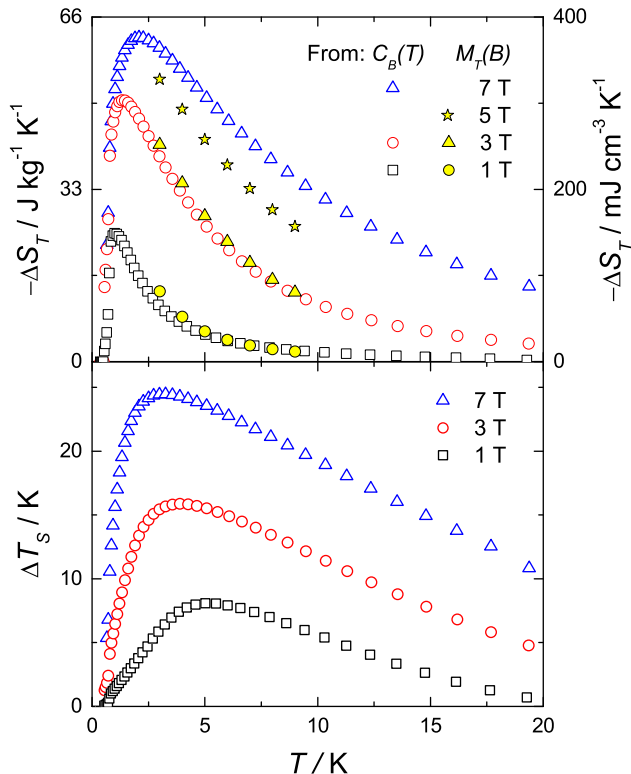 66
400
From: C_B(T) M_T(B)
7 T
5 T
3 T
1 T
33
200
−ΔS_T / J kg⁻¹ K⁻¹
−ΔS_T / mJ cm⁻³ K⁻¹
0
0
7 T
3 T
1 T
20
10
0
ΔT_S / K
0
5
10
15
20
T / K